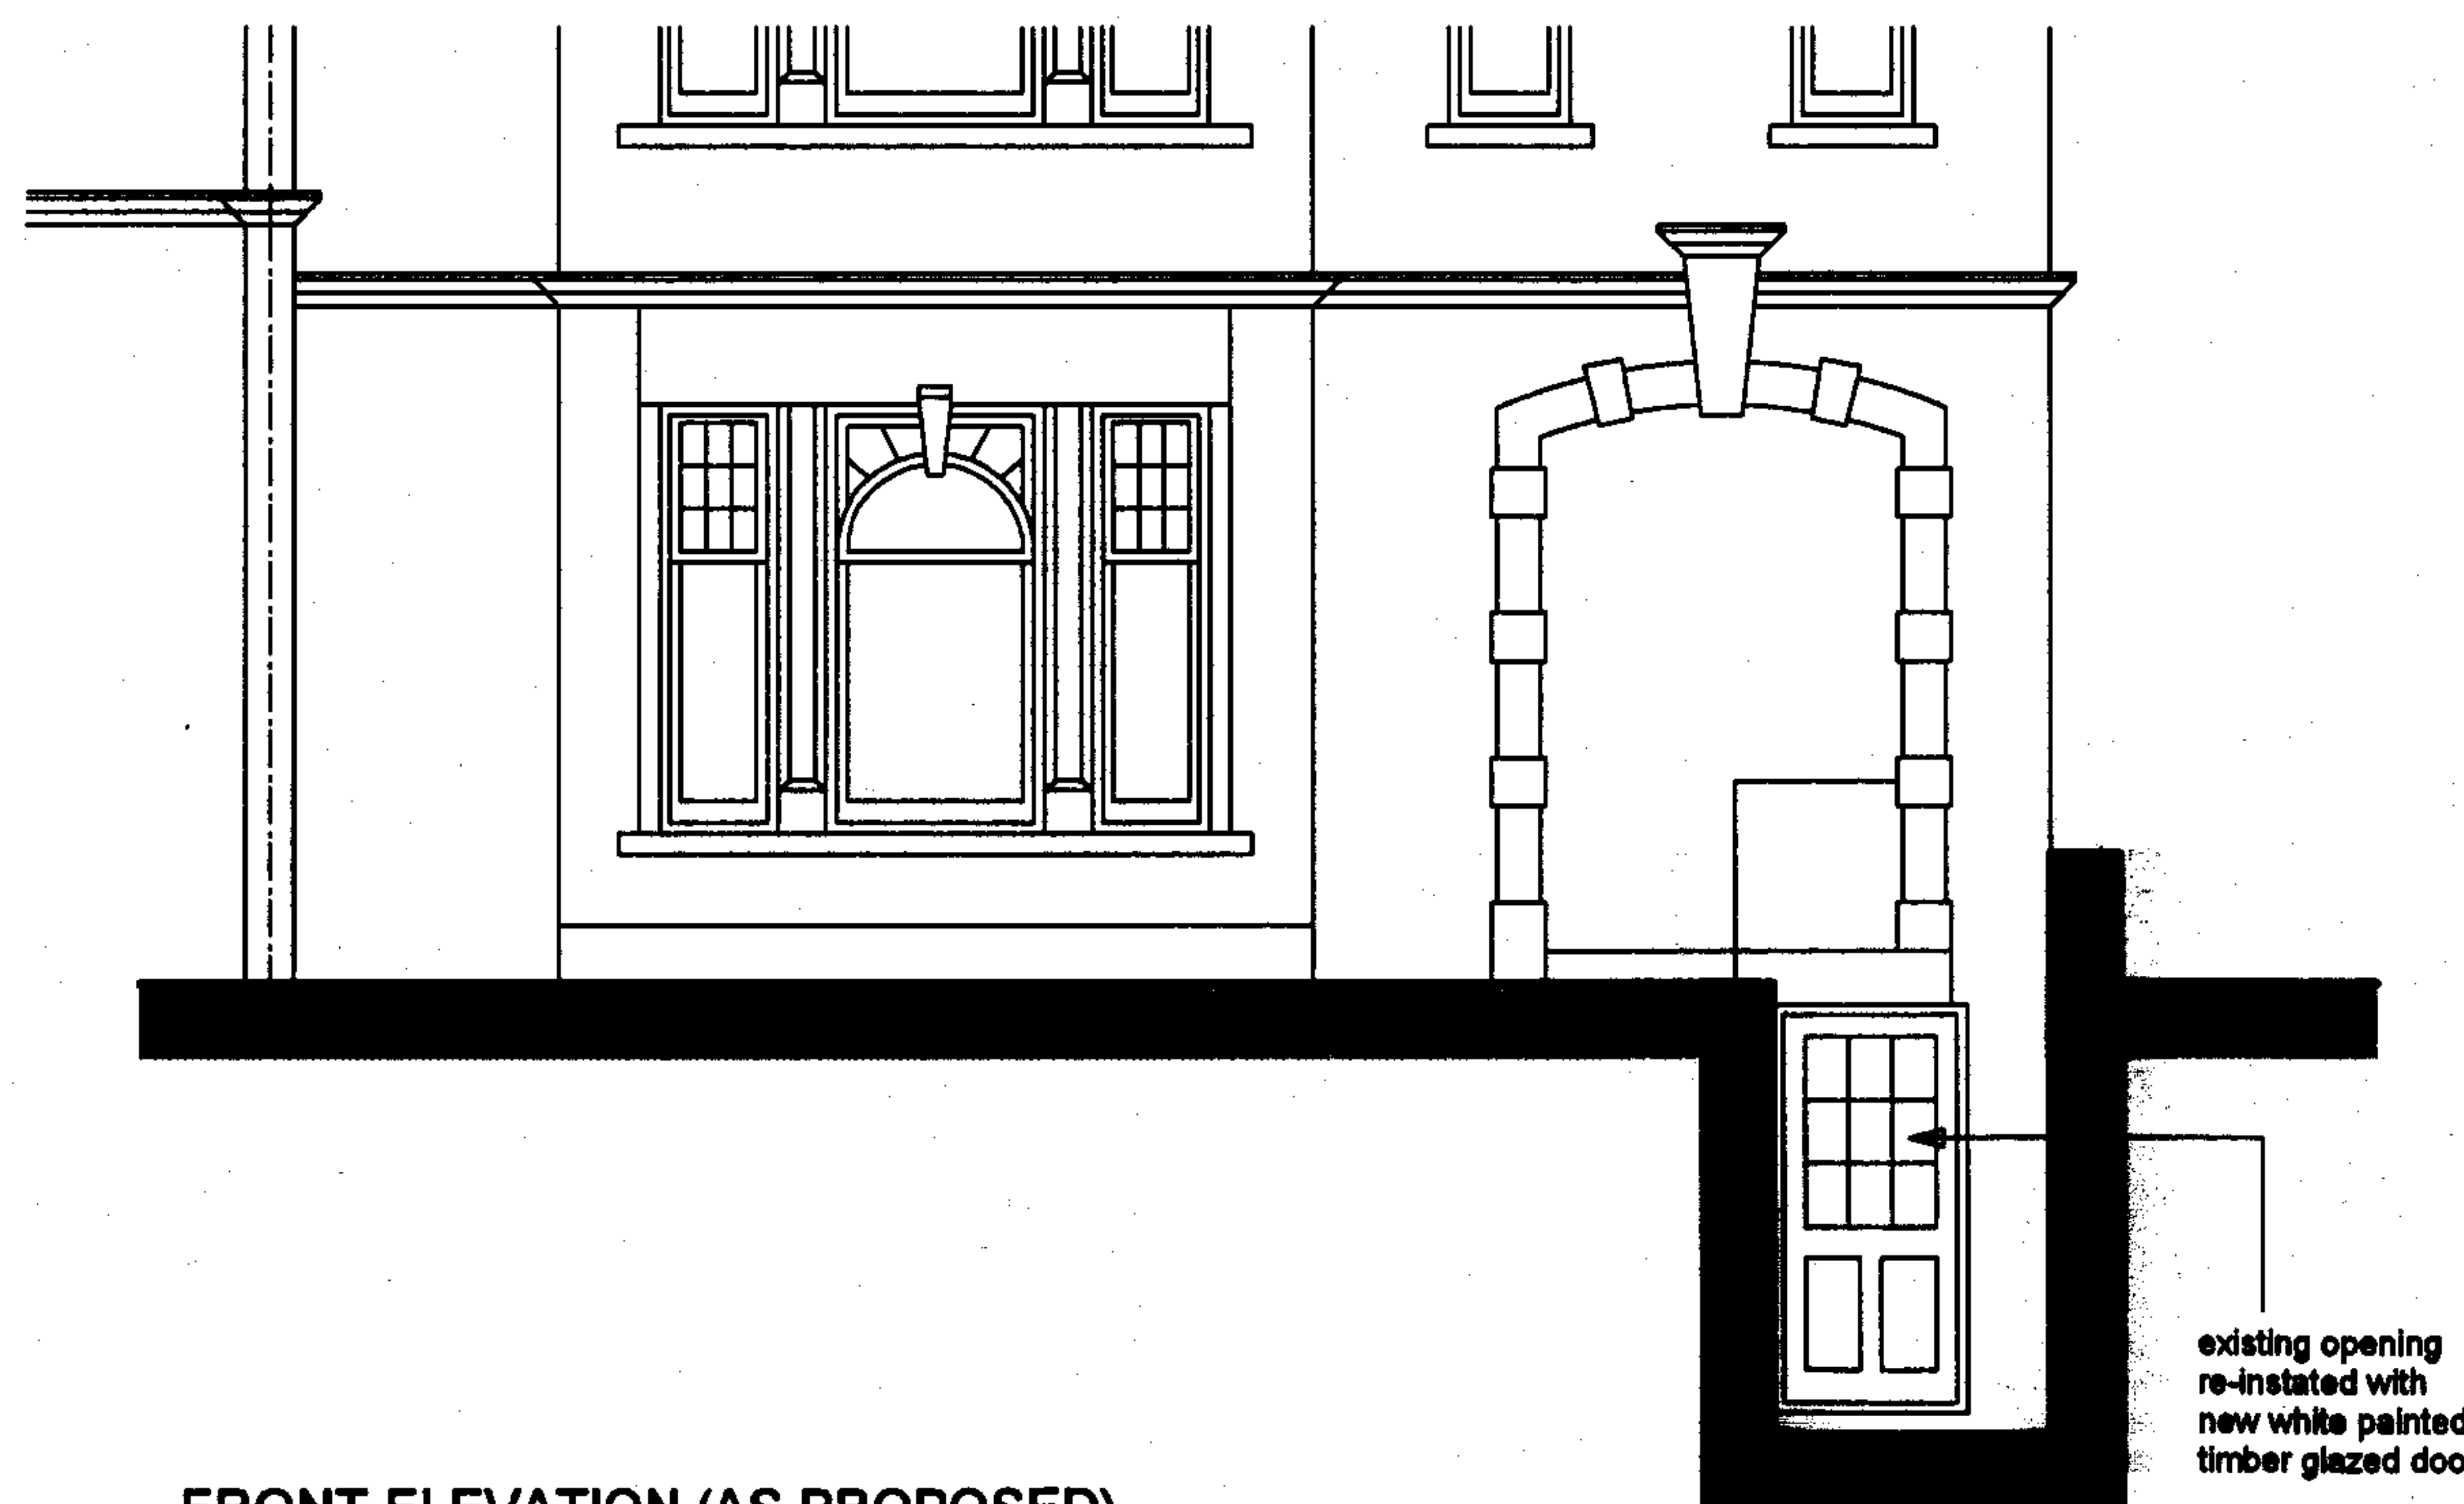 existing opening
re-instated with
new white painted
timber glazed doo
FRONT ELEVATION (AS PROPOSED)